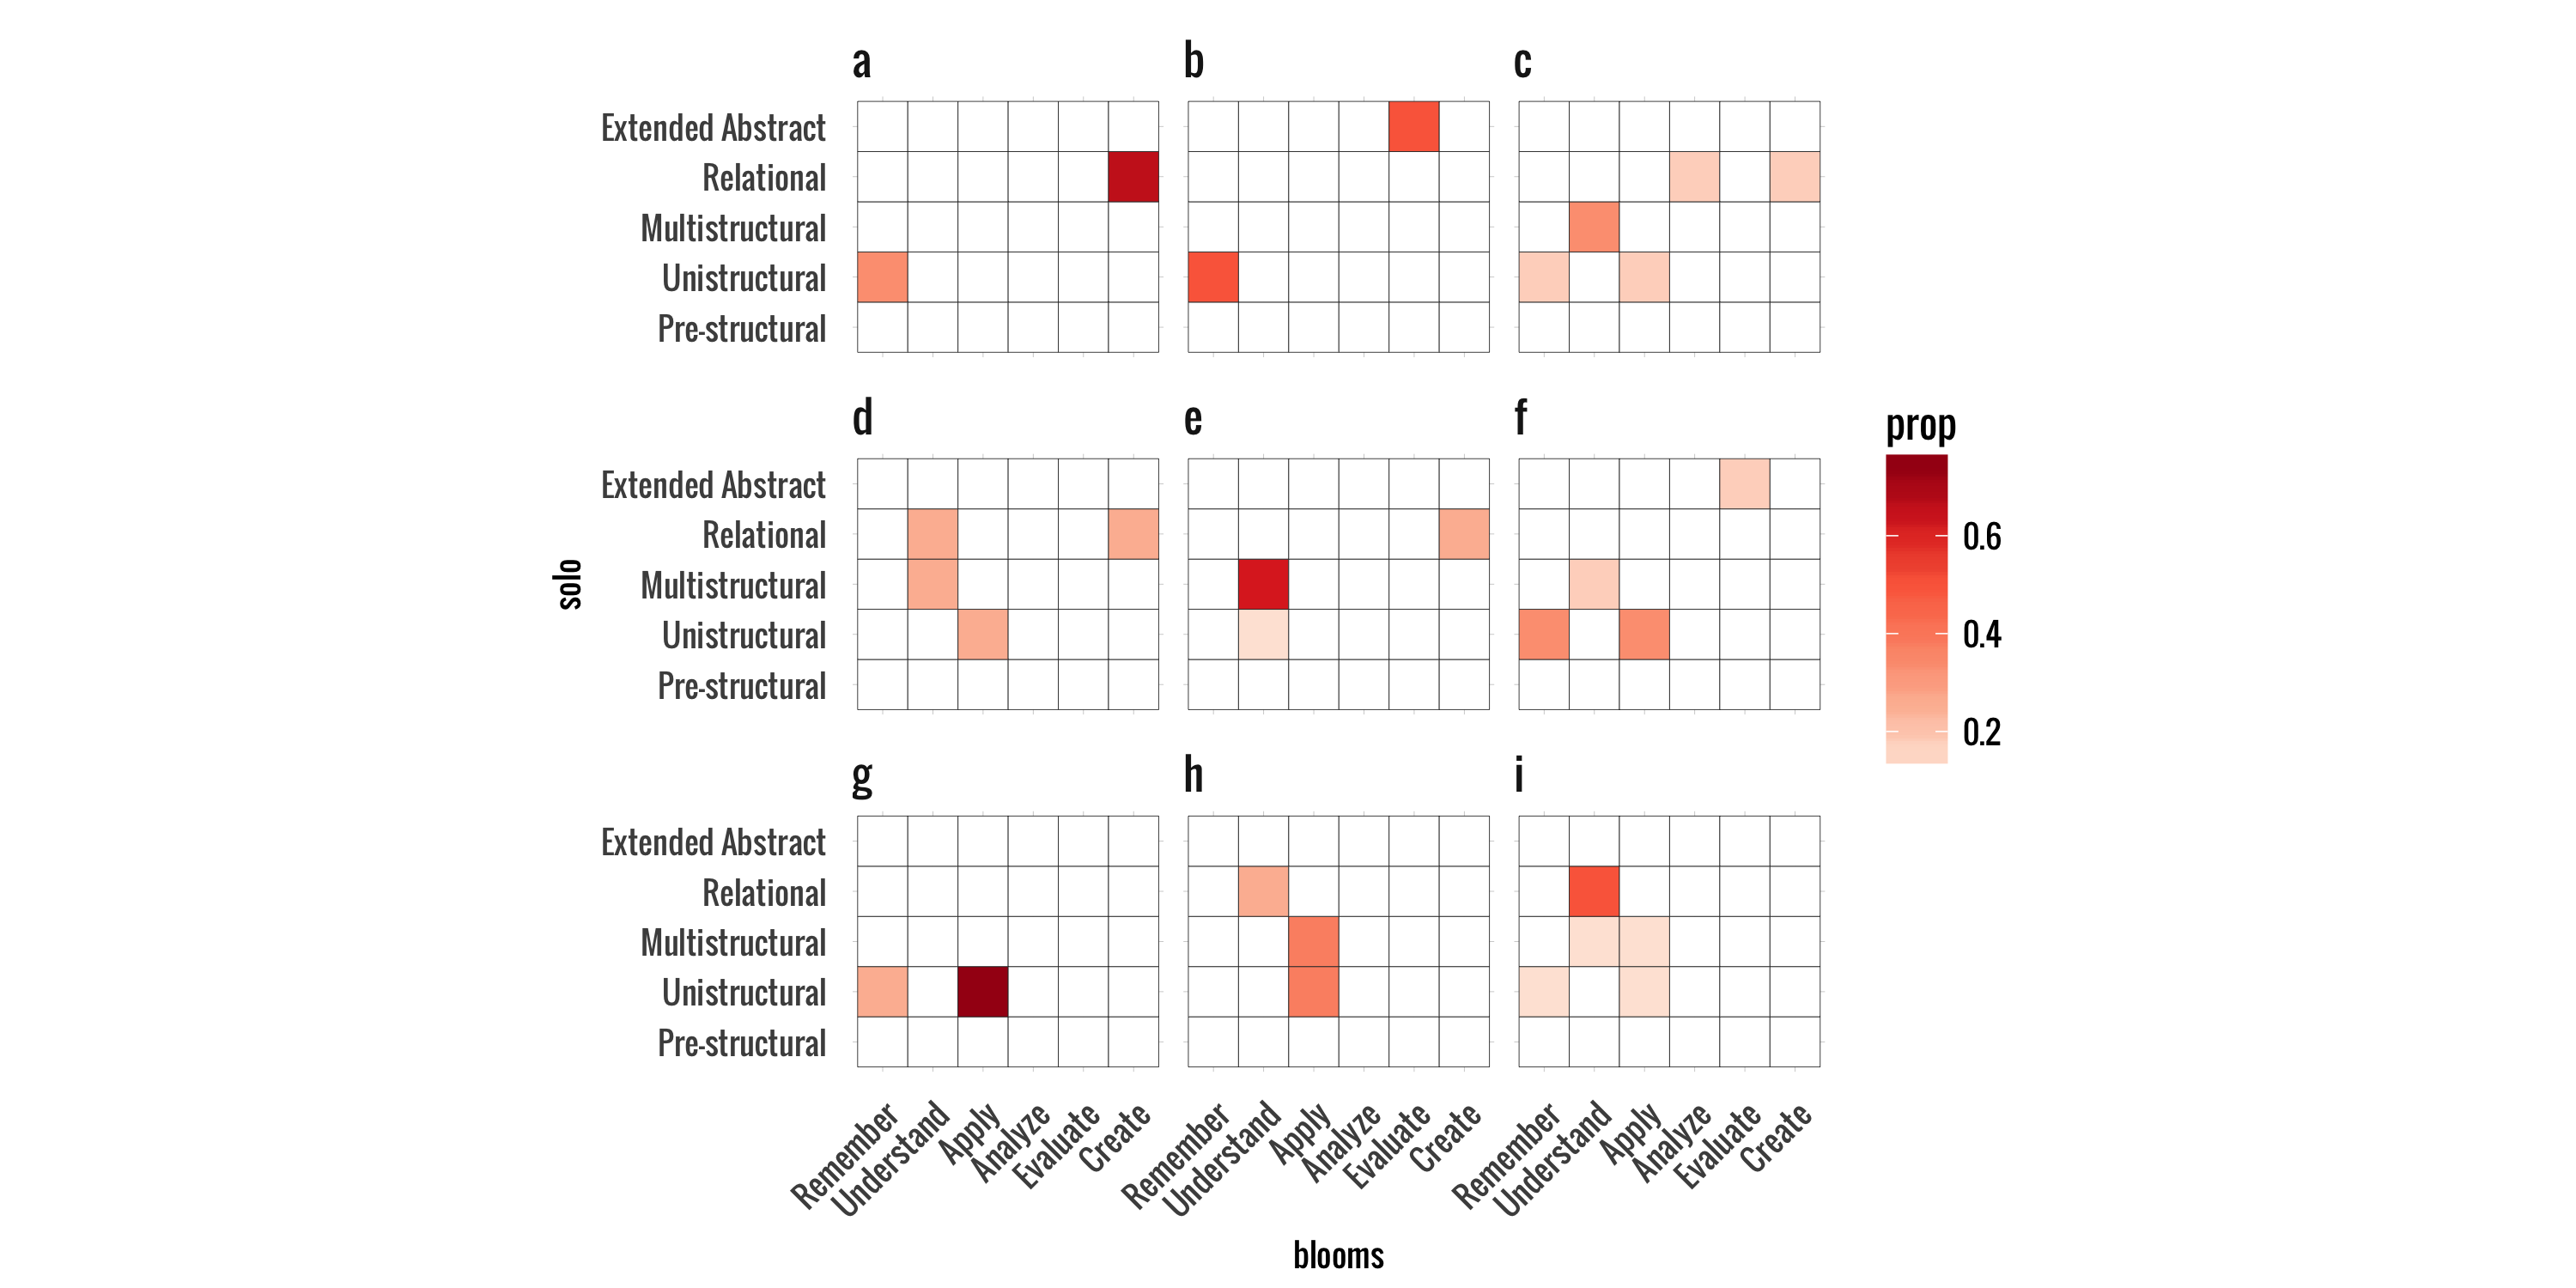 a b c
Extended Abstract
Relational
Multistructural
Unistructural
Pre-structural
d e f
Extended Abstract
Relational
Multistructural
Unistructural
Pre-structural
g h i
Extended Abstract
Relational
Multistructural
Unistructural
Pre-structural
Remember Understand Apply Analyze Evaluate Create
Remember Understand Apply Analyze Evaluate Create
Remember Understand Apply Analyze Evaluate Create
blooms
solo
prop
0.6
0.4
0.2